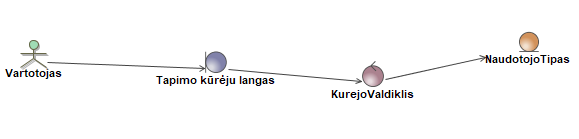 Vartotojas
Tapimo kūrėju langas
KurejoValdiklis
NaudotojoTipas